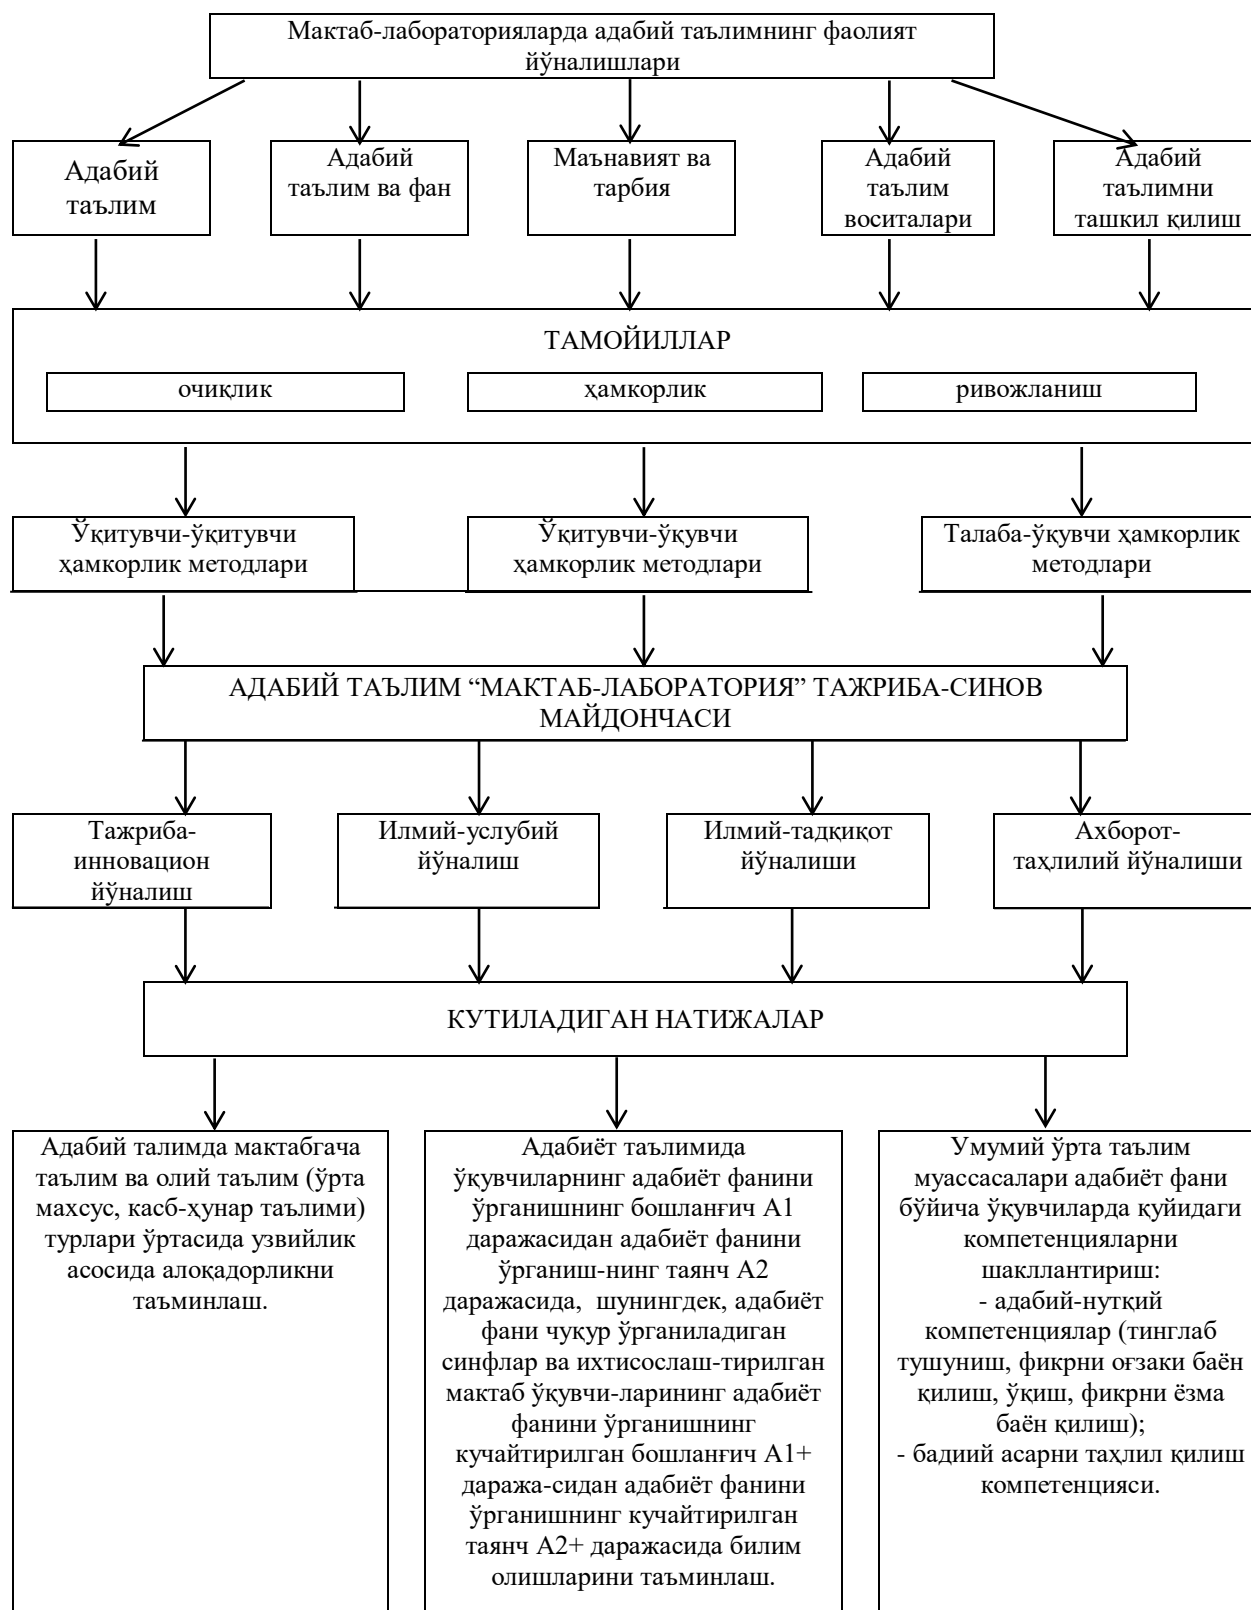 Мактаб-лабораторияларда адабий таълимнинг фаолият
йўналишлари
Адабий
таълим
Адабий
таълим ва фан
Маънавият ва
тарбия
Адабий
таълим
воситалари
Адабий
таълимни
ташкил қилиш
ТАМОЙИЛЛАР
очиқлик
ҳамкорлик
ривожланиш
Ўқитувчи-ўқитувчи
ҳамкорлик методлари
Ўқитувчи-ўқувчи
ҳамкорлик методлари
Талаба-ўқувчи ҳамкорлик
методлари
АДАБИЙ ТАЪЛИМ “МАКТАБ-ЛАБОРАТОРИЯ” ТАЖРИБА-СИНОВ
МАЙДОНЧАСИ
Тажриба-
инновацион
йўналиш
Илмий-услубий
йўналиш
Илмий-тадқиқот
йўналиши
Ахборот-
таҳлилий йўналиши
КУТИЛАДИГАН НАТИЖАЛАР
Адабий талимда мактабгача
таълим ва олий таълим (ўрта
махсус, касб-ҳунар таълими)
турлари ўртасида узвийлик
асосида алоқадорликни
таъминлаш.
Адабиёт таълимида
ўқувчиларнинг адабиёт фанини
ўрганишнинг бошланғич А1
даражасидан адабиёт фанини
ўрганиш-нинг таянч А2
даражасида, шунингдек, адабиёт
фани чуқур ўрганиладиган
синфлар ва ихтисослаш-тирилган
мактаб ўқувчи-ларининг адабиёт
фанини ўрганишнинг
кучайтирилган бошланғич А1+
даража-сидан адабиёт фанини
ўрганишнинг кучайтирилган
таянч А2+ даражасида билим
олишларини таъминлаш.
Умумий ўрта таълим
муассасалари адабиёт фани
бўйича ўқувчиларда қуйидаги
компетенцияларни
шакллантириш:
- адабий-нутқий
компетенциялар (тинглаб
тушуниш, фикрни оғзаки баён
қилиш, ўқиш, фикрни ёзма
баён қилиш);
- бадиий асарни таҳлил қилиш
компетенцияси.